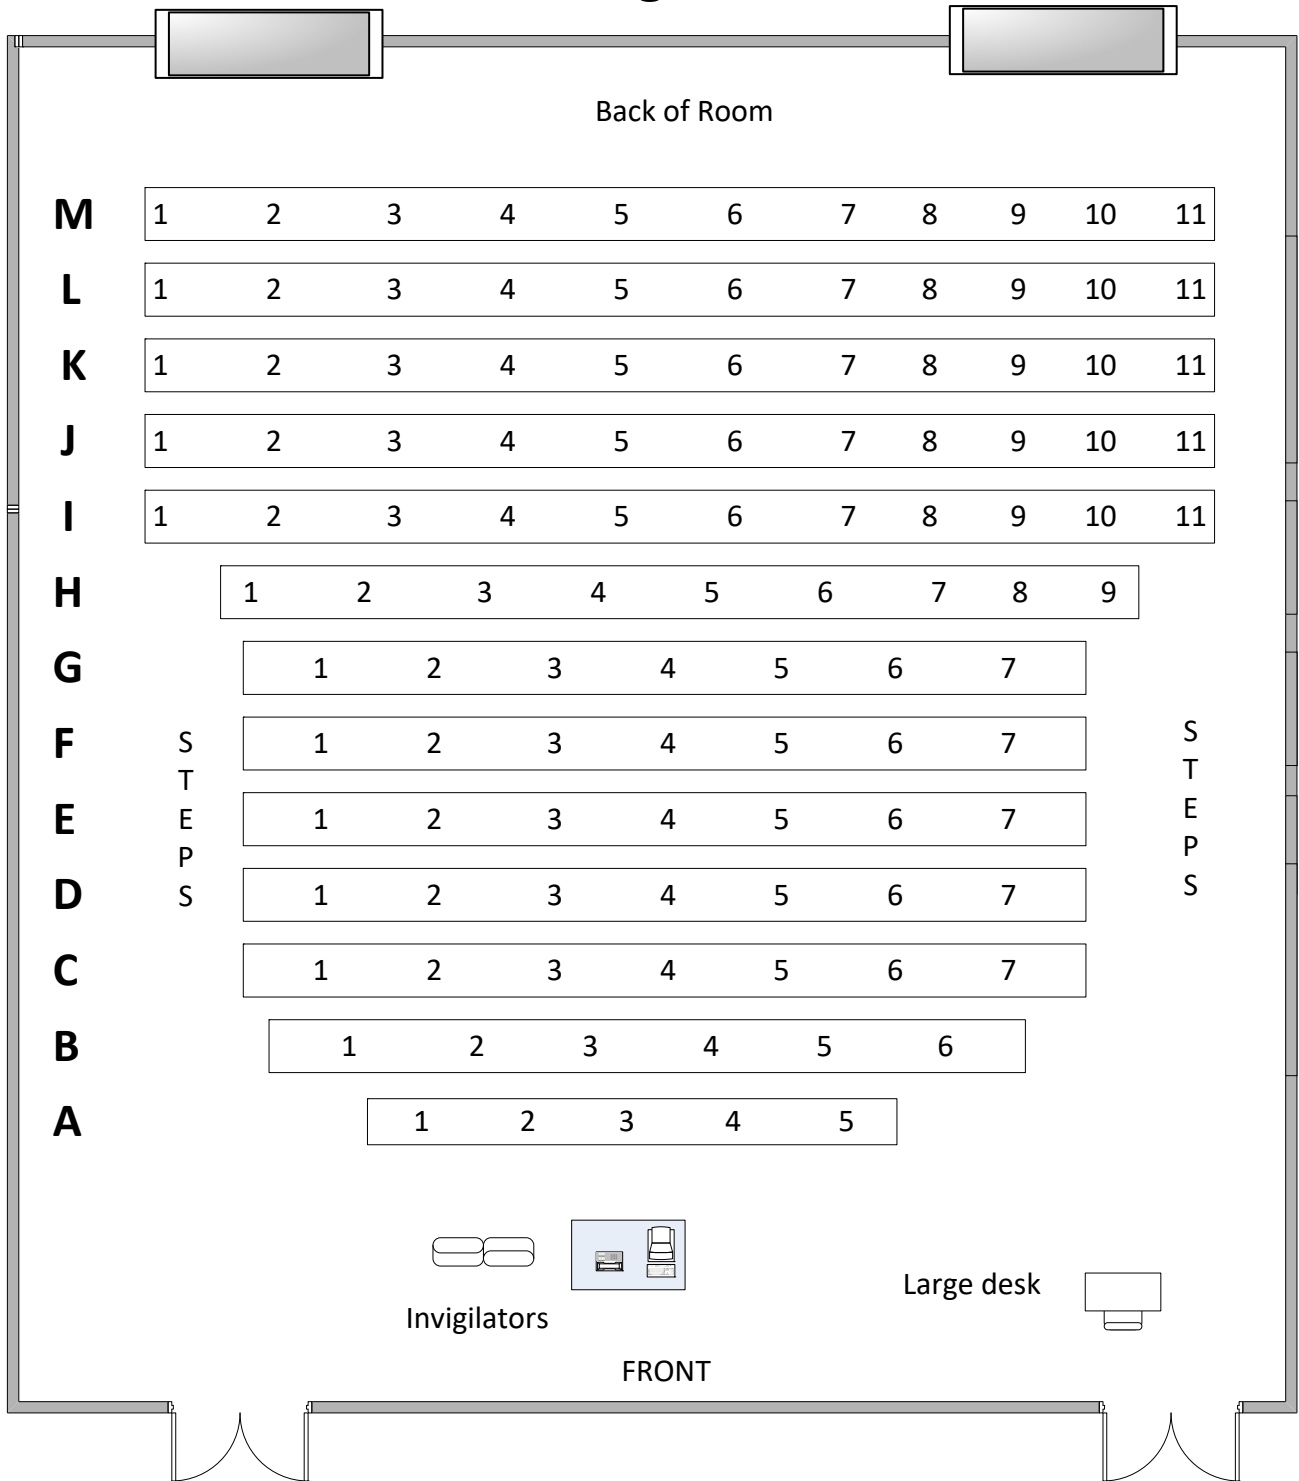 Back of Room
M 1 2 3 4 5 6 7 8 9 10 11
L 1 2 3 4 5 6 7 8 9 10 11
K 1 2 3 4 5 6 7 8 9 10 11
J 1 2 3 4 5 6 7 8 9 10 11
I 1 2 3 4 5 6 7 8 9 10 11
H 1 2 3 4 5 6 7 8 9
G 1 2 3 4 5 6 7
F 1 2 3 4 5 6 7
E 1 2 3 4 5 6 7
D 1 2 3 4 5 6 7
C 1 2 3 4 5 6 7
B 1 2 3 4 5 6
A 1 2 3 4 5
STEPS
STEPS
Invigilators
Large desk
FRONT